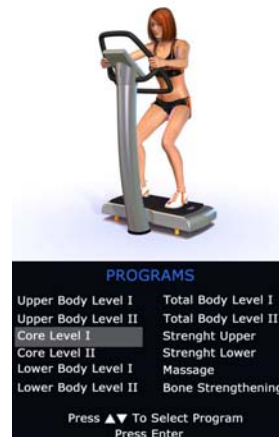 PROGRAMS
Upper Body Level I
Upper Body Level II
Core Level I
Core Level II
Lower Body Level I
Lower Body Level II
Total Body Level I
Total Body Level II
Strenght Upper
Strenght Lower
Massage
Bone Strengthening
Press ▲▼ To Select Program
Press Enter